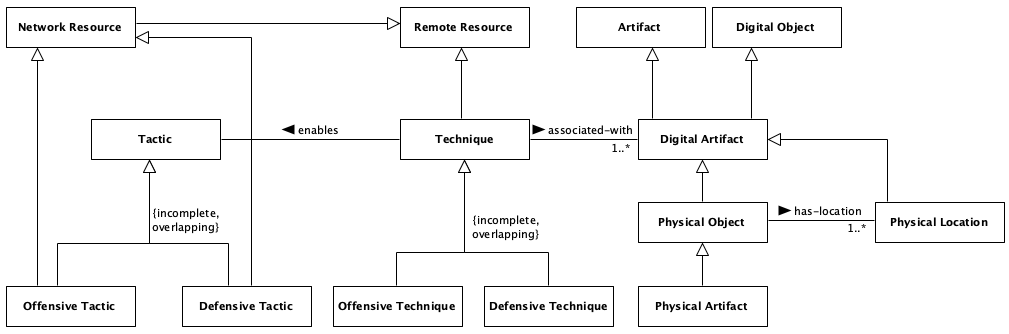 Network Resource
Remote Resource
Artifact
Digital Object
Tactic
◀ enables
Technique
▶ associated-with
1..*
Digital Artifact
{incomplete,
overlapping}
{incomplete,
overlapping}
Physical Object
▶ has-location
1..*
Physical Location
Offensive Tactic
Defensive Tactic
Offensive Technique
Defensive Technique
Physical Artifact